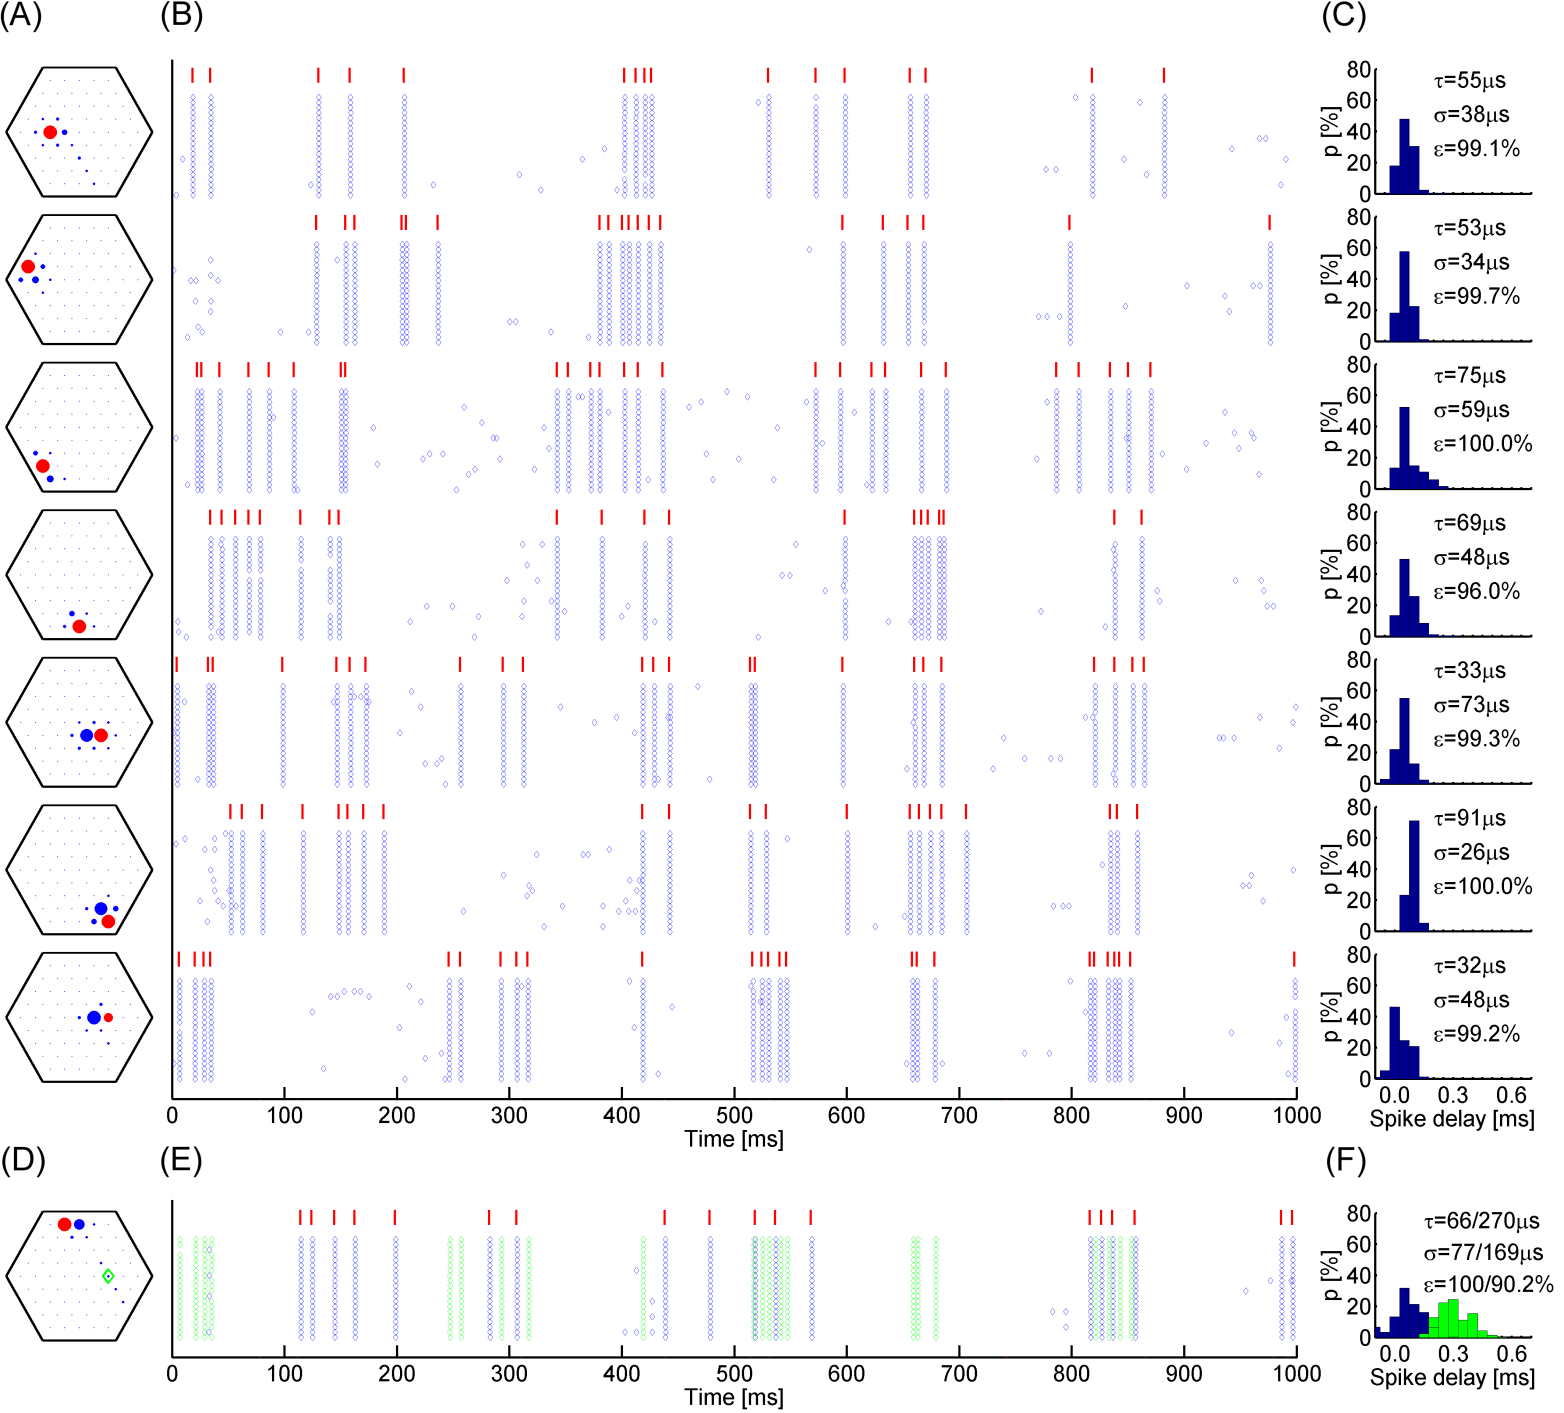 (A)
(B)
(C)
80
60
40
20
0
p [%]
τ=55μs
σ=38μs
ε=99.1%
80
60
40
20
0
p [%]
τ=53μs
σ=34μs
ε=99.7%
80
60
40
20
0
p [%]
τ=75μs
σ=59μs
ε=100.0%
80
60
40
20
0
p [%]
τ=69μs
σ=48μs
ε=96.0%
80
60
40
20
0
p [%]
τ=33μs
σ=73μs
ε=99.3%
80
60
40
20
0
p [%]
τ=91μs
σ=26μs
ε=100.0%
80
60
40
20
0
p [%]
τ=32μs
σ=48μs
ε=99.2%
0 100 200 300 400 500 600 700 800 900 1000
Time [ms]
0.0 0.3 0.6
Spike delay [ms]
(D)
(E)
(F)
80
60
40
20
0
p [%]
τ=66/270μs
σ=77/169μs
ε=100/90.2%
0 100 200 300 400 500 600 700 800 900 1000
Time [ms]
0.0 0.3 0.6
Spike delay [ms]